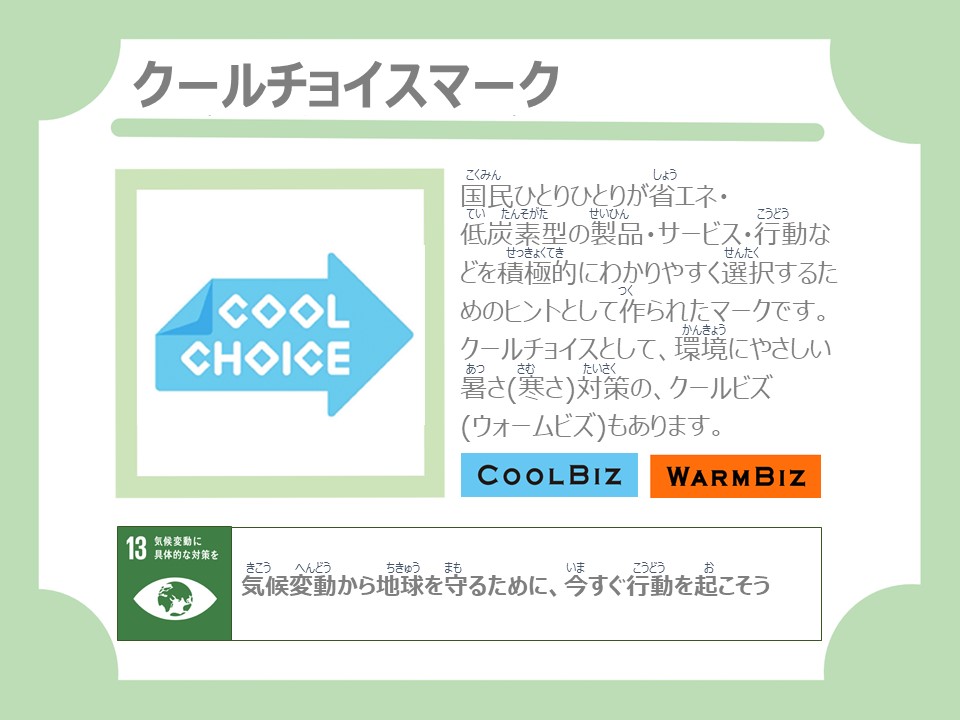 クールチョイスマーク
COOL
CHOICE
こくみん しょう
国民ひとりひとりが省エネ・
てい たんそがた せいひん こうどう
低炭素型の製品・サービス・行動な
せっきょくてき せんたく
どを積極的にわかりやすく選択するた
つく
めのヒントとして作られたマークです。
かんきょう
クールチョイスとして、環境にやさしい
あつ さむ たいさく
暑さ(寒さ)対策の、クールビズ
(ウォームビズ)もあります。
COOLBIZ WARMBIZ
13 気候変動に
具体的な対策を
きこう へんどう ちきゅう まも いま こうどう お
気候変動から地球を守るために、今すぐ行動を起こそう